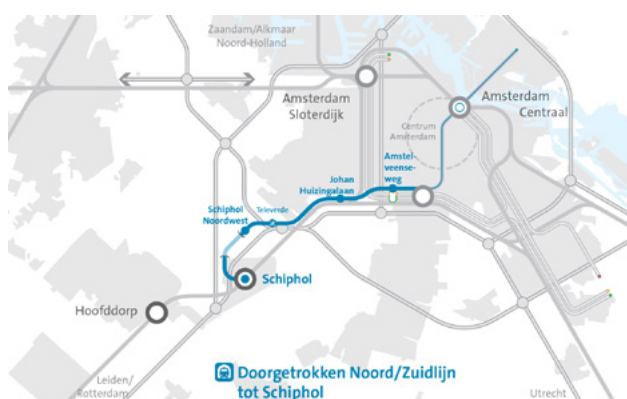 Zaandam/Alkmaar
Noord-Holland
Amsterdam
Sloterdijk
Amsterdam
Centraal
Centrum
Amsterdam
Amstel-
veense-
weg
Johan
Huizingalaan
Schiphol
Noordwest
Televerde
Schiphol
Hoofddorp
Doorgetrokken Noord/Zuidlijn
tot Schiphol
Leiden/
Rotterdam
Utrecht